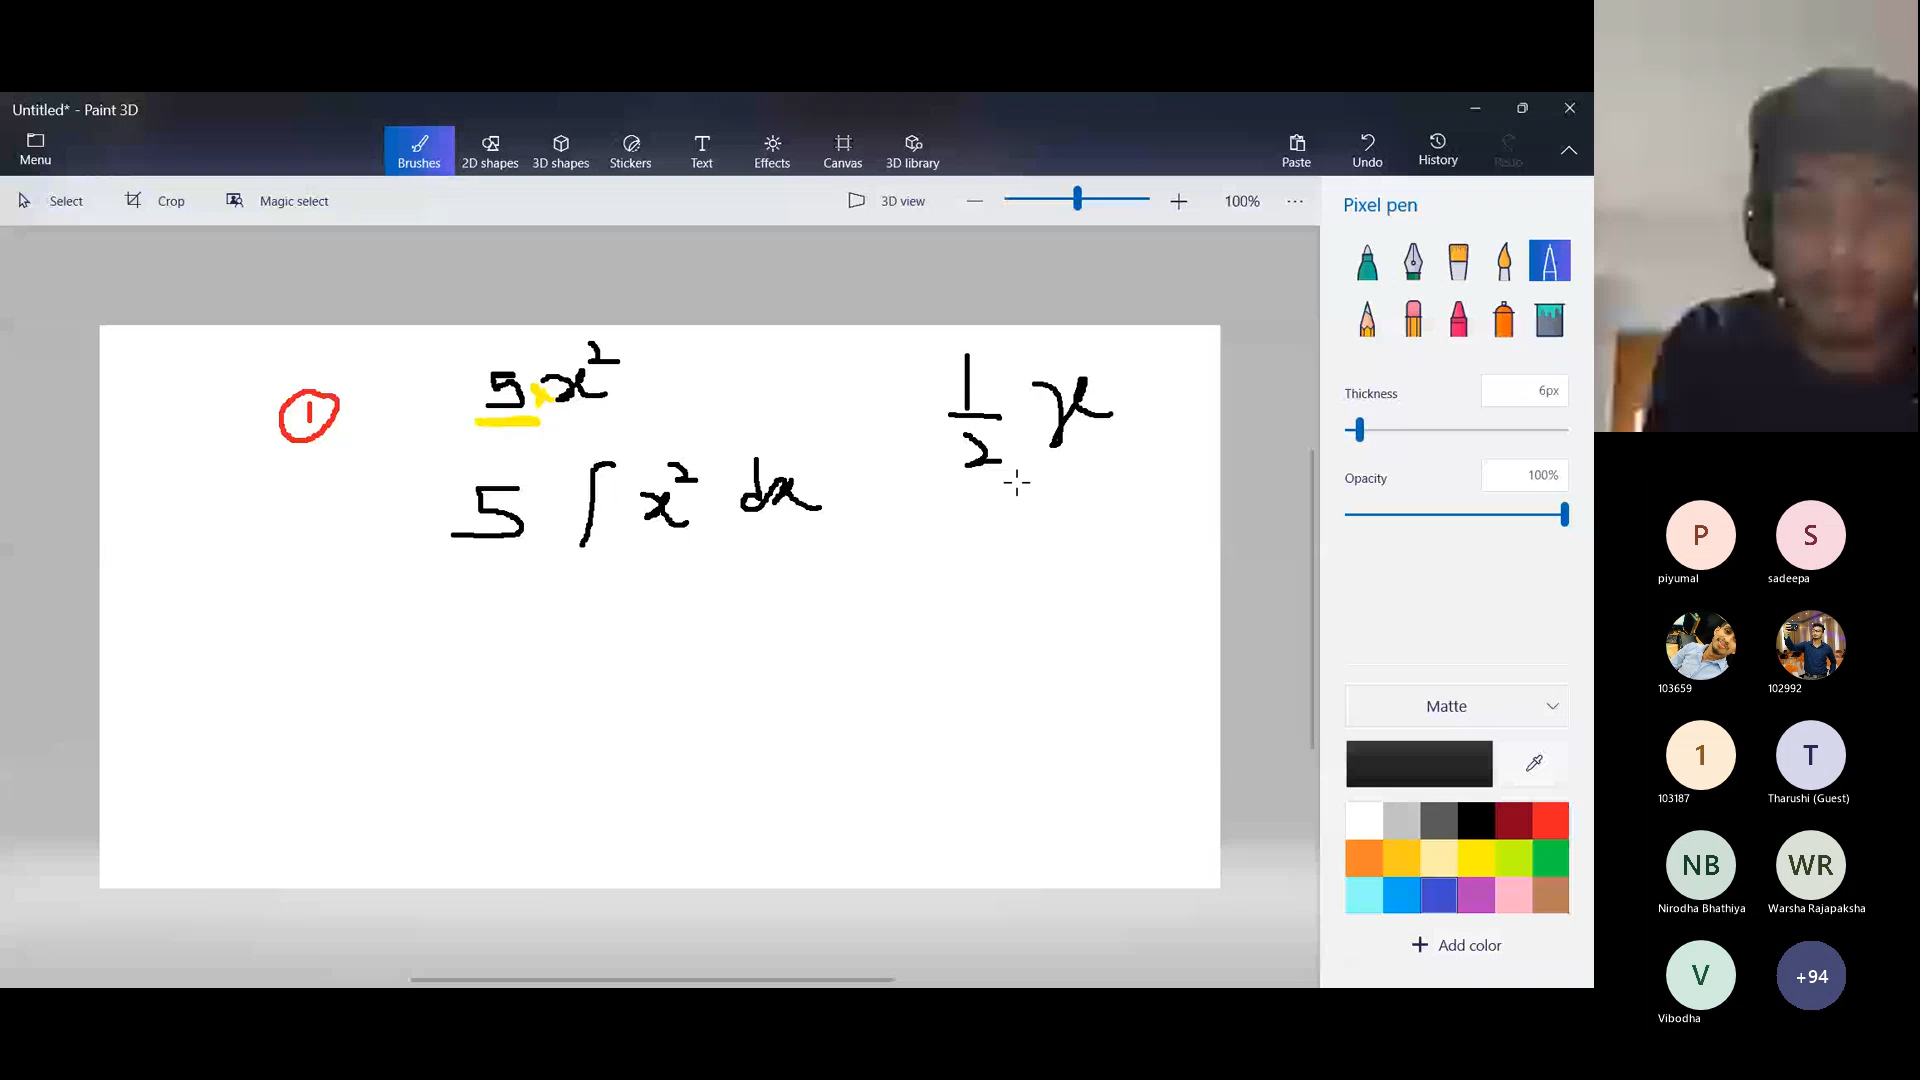 Untitled* - Paint 3D
Menu
Brushes
2D shapes
3D shapes
Stickers
Text
Effects
Canvas
3D library
Paste
Undo
History
Redo
Select
Crop
Magic select
3D view
100%
Pixel pen
Thickness
6px
Opacity
100%
Matte
Add color
①
5 x²
1/2 x
5 ∫ x² dx
P
S
piyumal
sadeepa
103659
102992
1
T
103187
Tharushi (Guest)
NB
WR
Nirodha Bhathiya
Warsha Rajapaksha
V
+94
Vibodha